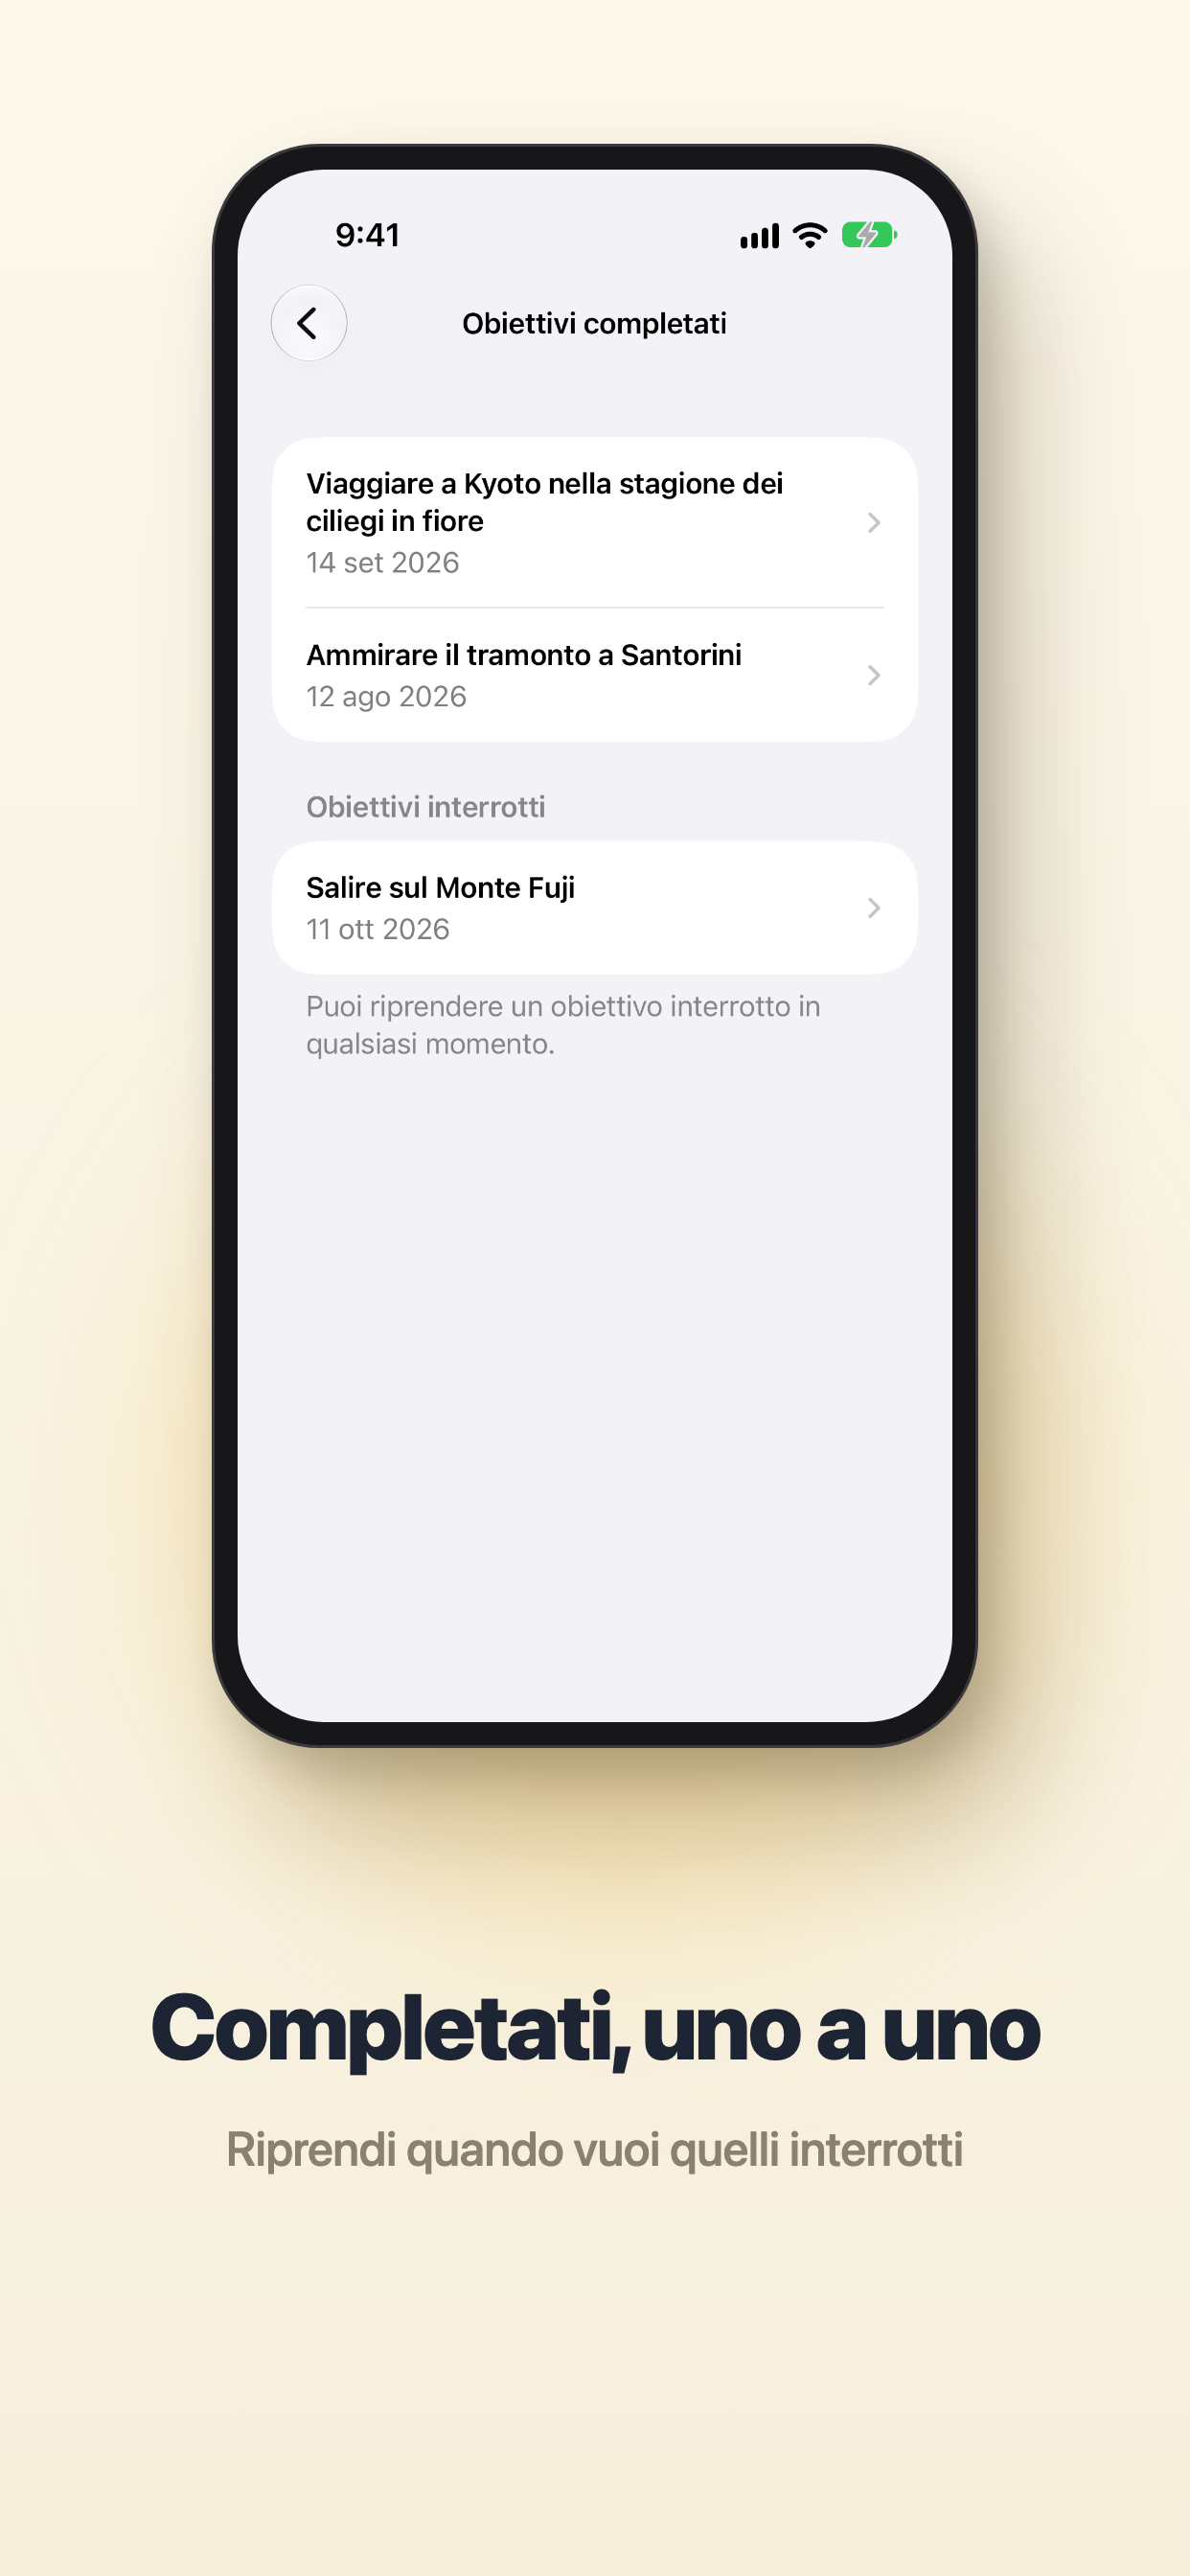 9:41
Obiettivi completati
Viaggiare a Kyoto nella stagione dei
ciliegi in fiore
14 set 2026
Ammirare il tramonto a Santorini
12 ago 2026
Obiettivi interrotti
Salire sul Monte Fuji
11 ott 2026
Puoi riprendere un obiettivo interrotto in
qualsiasi momento.
Completati, uno a uno
Riprendi quando vuoi quelli interrotti